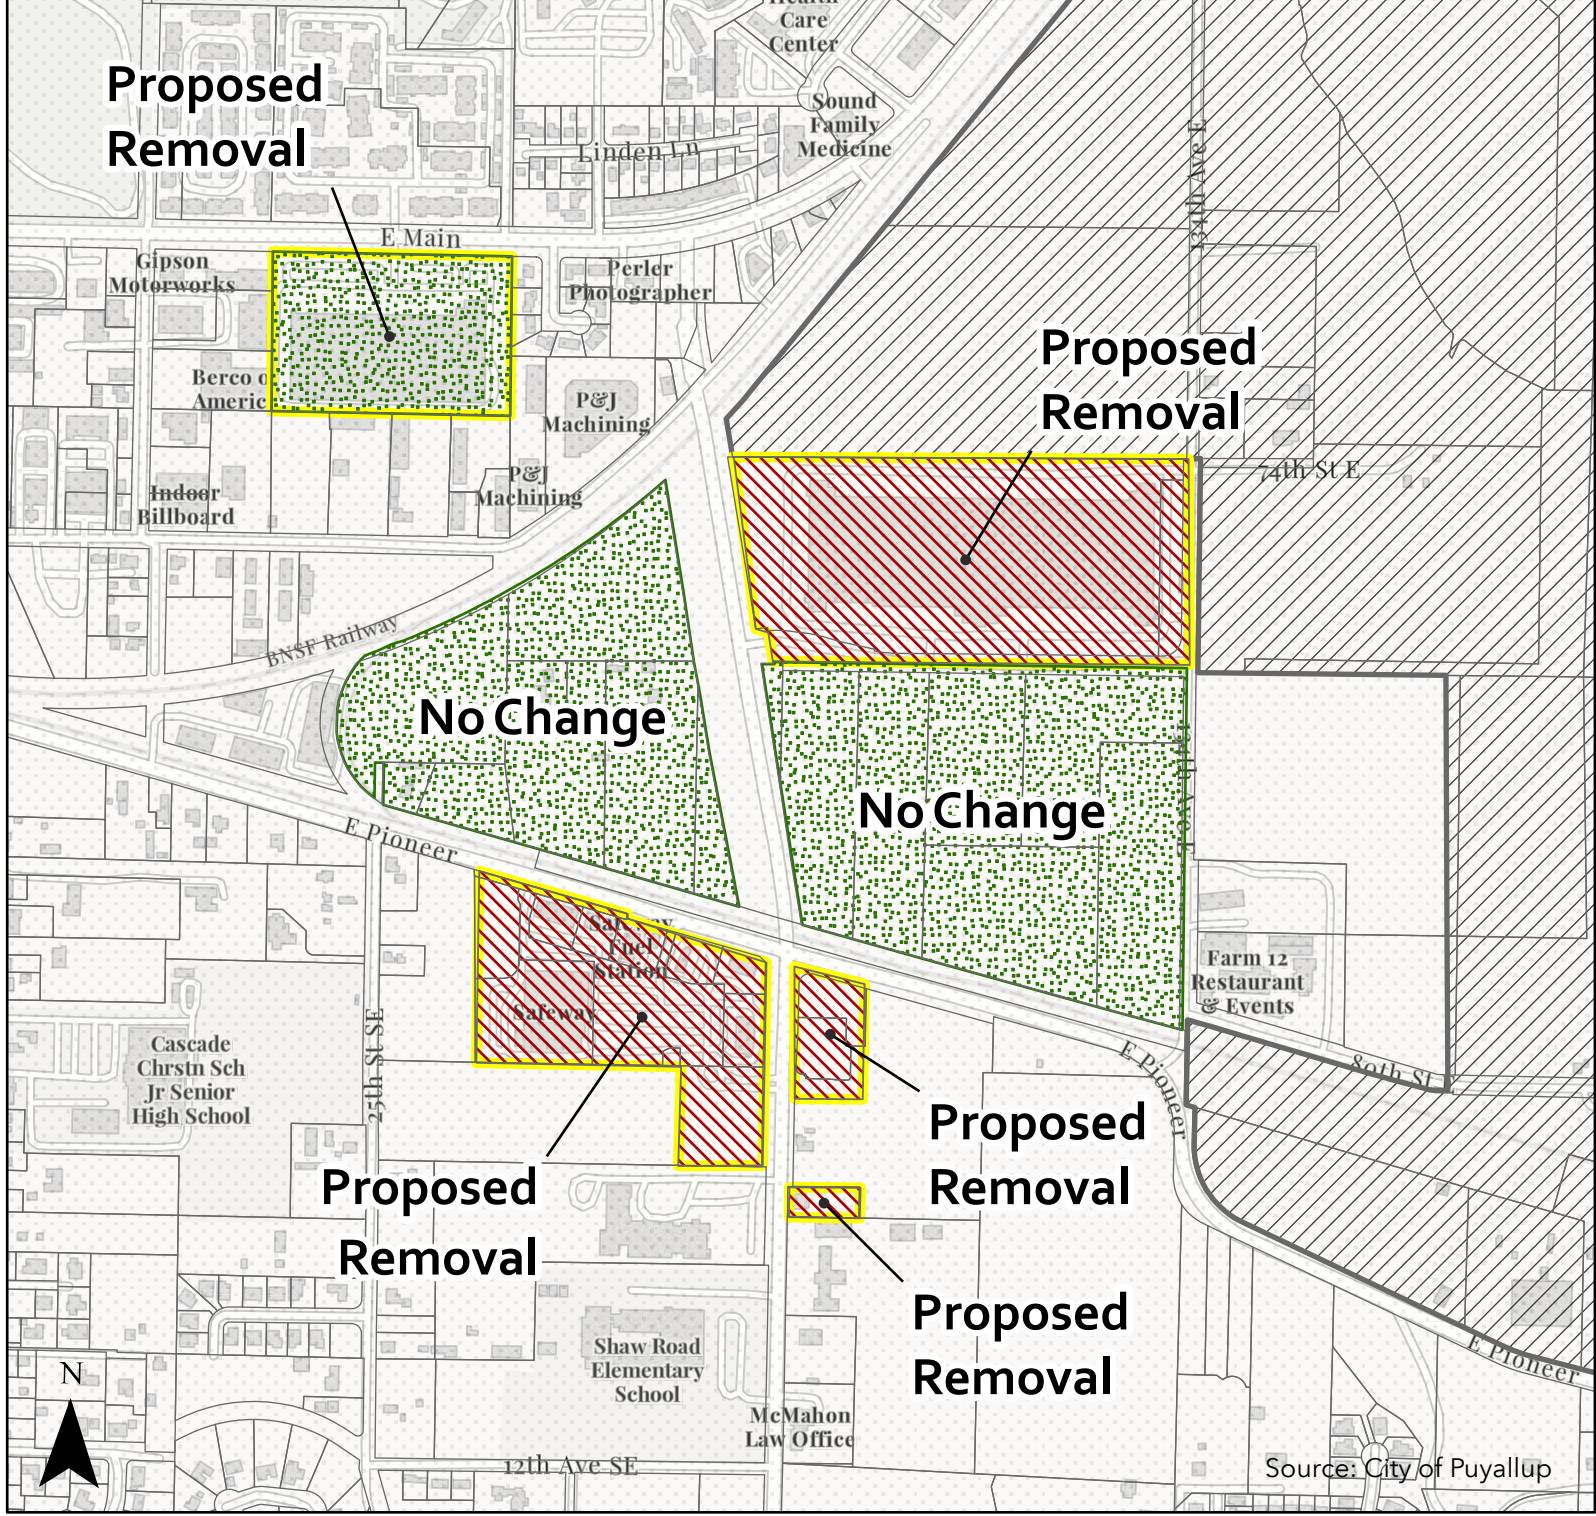 Health
Care
Center
Proposed
Removal
Sound
Family
Medicine
Linden Ln
134th Ave E
E Main
Gipson
Motorworks
Perler
Photographer
Proposed
Removal
Berco o
Americ
P&J
Machining
74th St E
P&J
Machining
Indoor
Billboard
BNSF Railway
No Change
No Change
E Pioneer
Safeway
Fuel
Station
Safeway
Farm 12
Restaurant
& Events
Cascade
Chrstn Sch
Jr Senior
High School
25th St SE
E Pioneer
80th St
Proposed
Removal
Proposed
Removal
Proposed
Removal
Shaw Road
Elementary
School
E Pioneer
N
McMahon
Law Office
12th Ave SE
Source: City of Puyallup